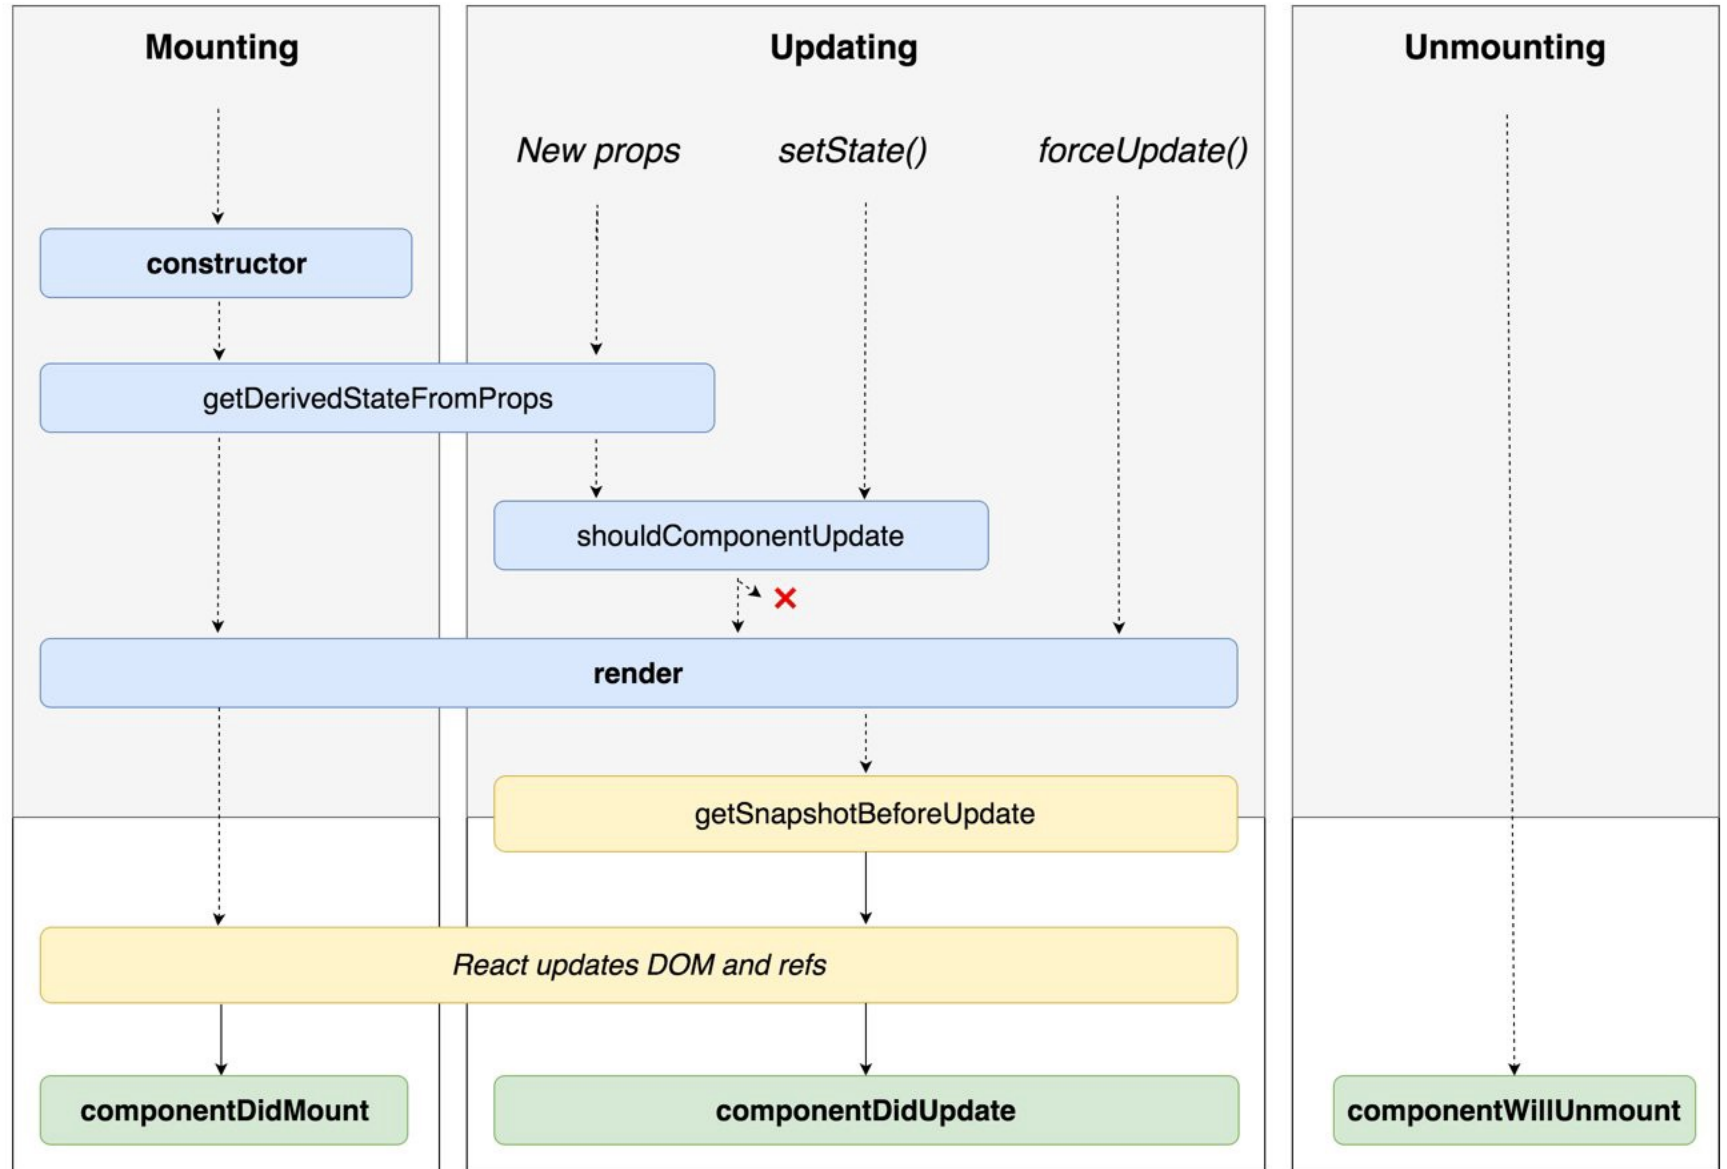 Mounting
Updating
Unmounting
New props
setState()
forceUpdate()
constructor
getDerivedStateFromProps
shouldComponentUpdate
render
getSnapshotBeforeUpdate
React updates DOM and refs
componentDidMount
componentDidUpdate
componentWillUnmount